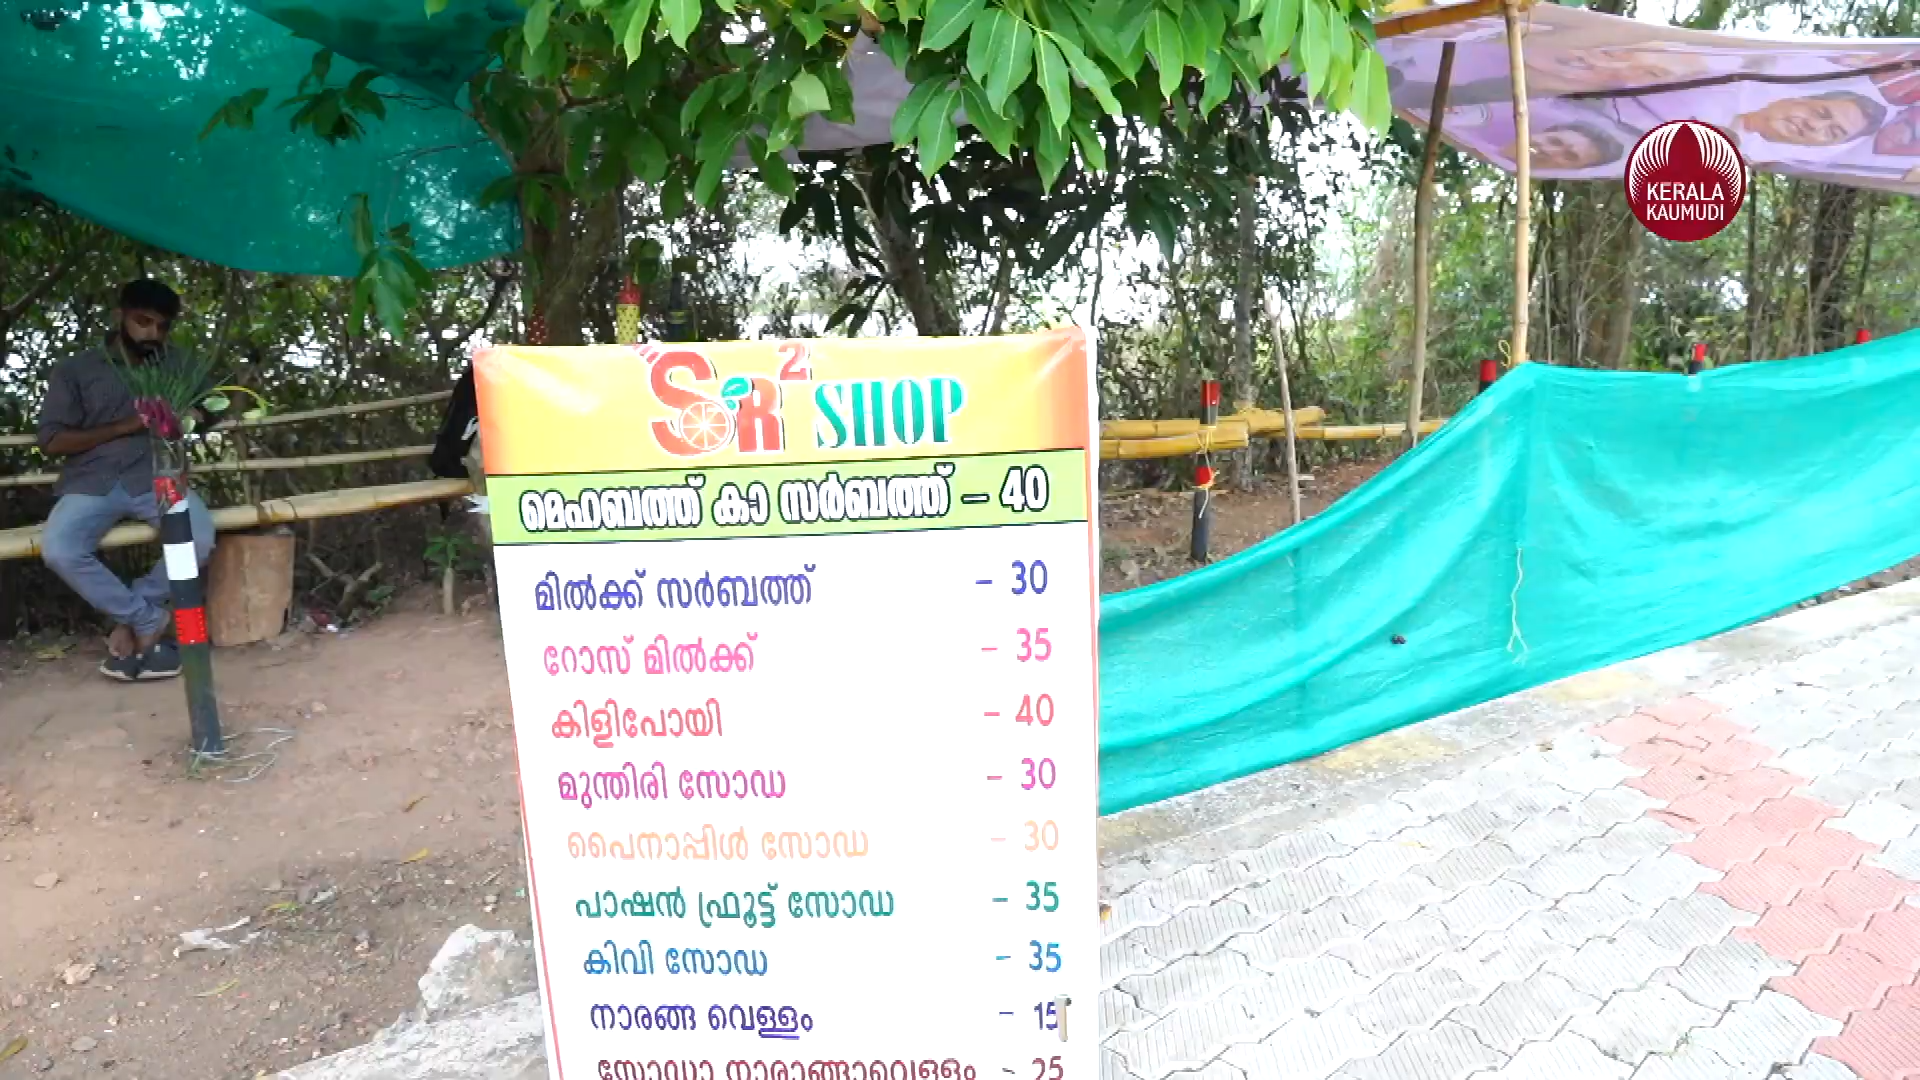 KERALA
KAUMUDI
SR2 SHOP
മെഹബത്ത് കാ സർബത്ത് – 40
മിൽക്ക് സർബത്ത് – 30
റോസ് മിൽക്ക് – 35
കിളിപോയി – 40
മുന്തിരി സോഡ – 30
പൈനാപ്പിൾ സോഡ – 30
പാഷൻ ഫ്രൂട്ട് സോഡ – 35
കിവി സോഡ – 35
നാരങ്ങ വെള്ളം – 15
സോഡാ നാരാങ്ങാവെള്ളം – 25